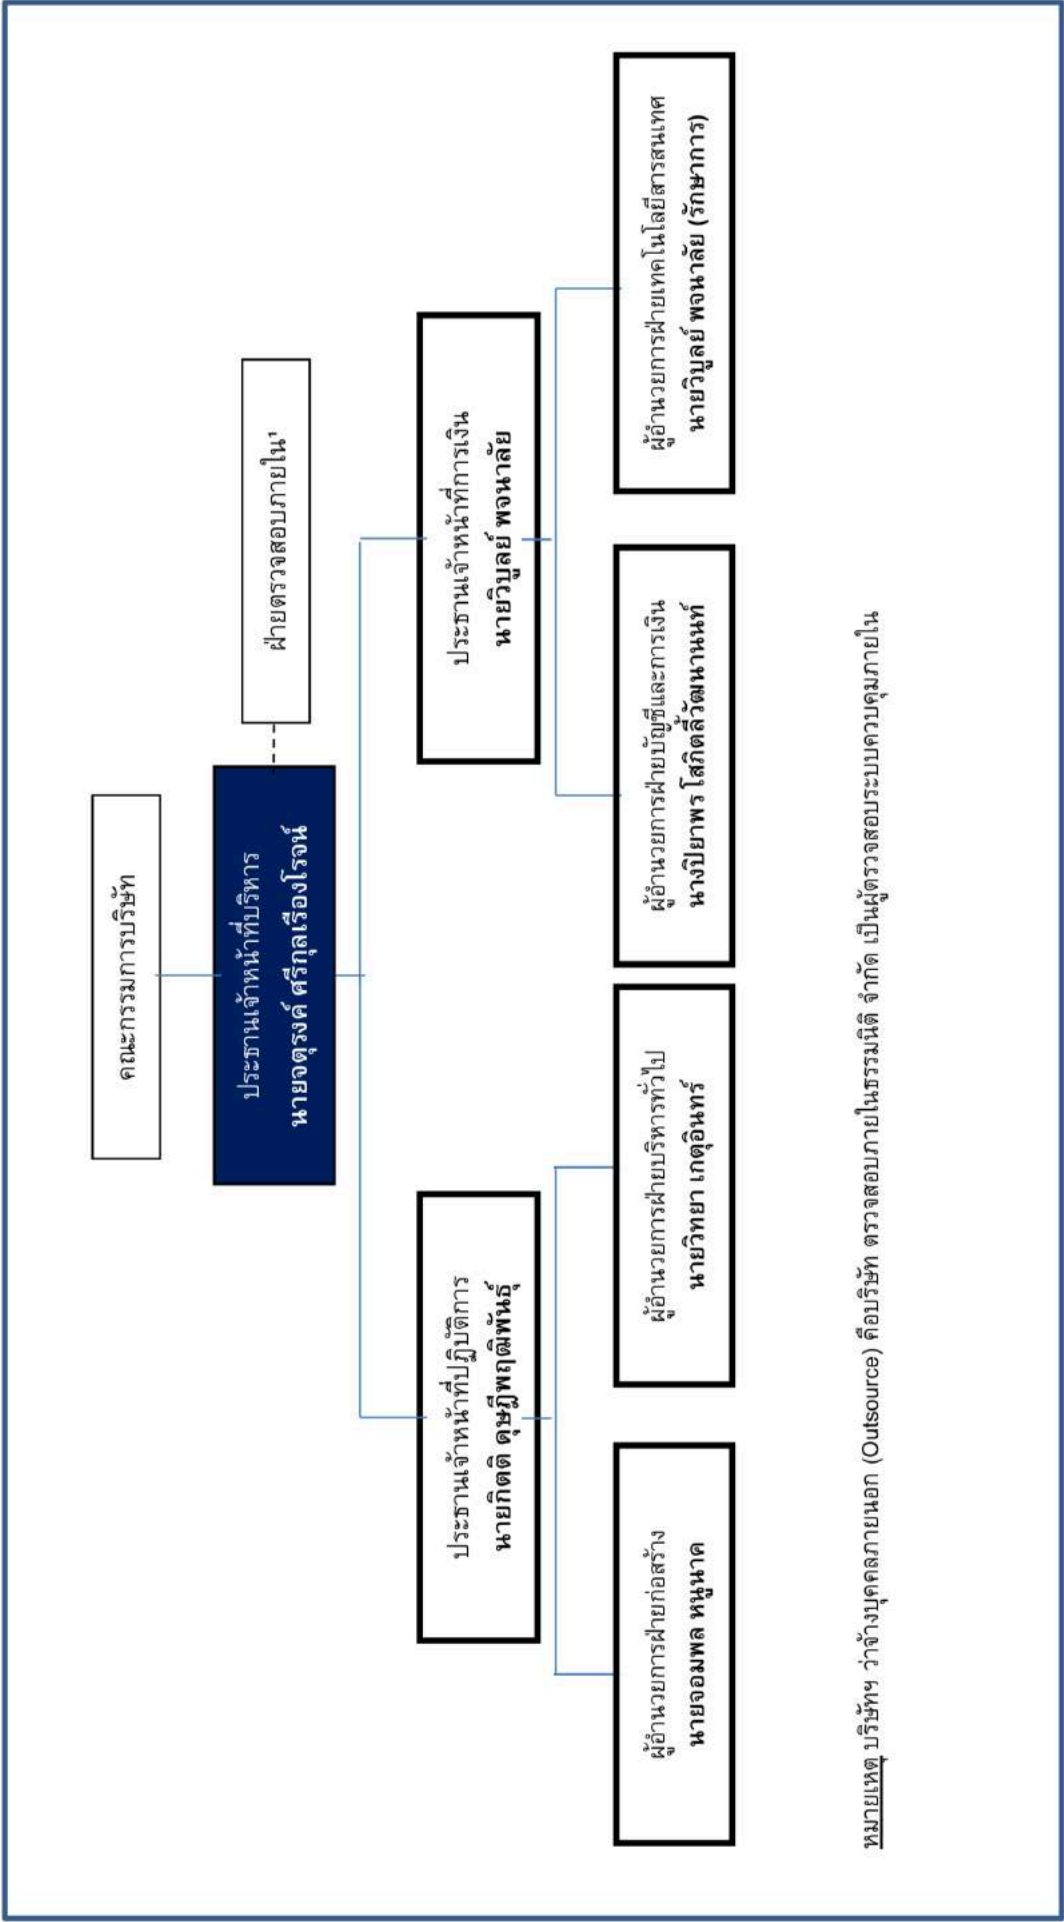 คณะกรรมการบริษัท
ประธานเจ้าหน้าที่บริหาร
นายจตุรงค์ ศรีกุลเรืองโรจน์
ฝ่ายตรวจสอบภายใน¹
ประธานเจ้าหน้าที่ปฏิบัติการ
นายกิตติ ดุษฎีพฤฒิพันธุ์
ประธานเจ้าหน้าที่การเงิน
นายวิบูลย์ พจนาลัย
ผู้อำนวยการฝ่ายก่อสร้าง
นายจอมพล หนูนาค
ผู้อำนวยการฝ่ายบริหารทั่วไป
นายวิทยา เกตุอินทร์
ผู้อำนวยการฝ่ายบัญชีและการเงิน
นางปิยาพร โสภิตลี้วัฒนานนท์
ผู้อำนวยการฝ่ายเทคโนโลยีสารสนเทศ
นายวิบูลย์ พจนาลัย (รักษาการ)
หมายเหตุ บริษัทฯ ว่าจ้างบุคคลภายนอก (Outsource) คือบริษัท ตรวจสอบภายในธรรมนิติ จำกัด เป็นผู้ตรวจสอบระบบควบคุมภายใน